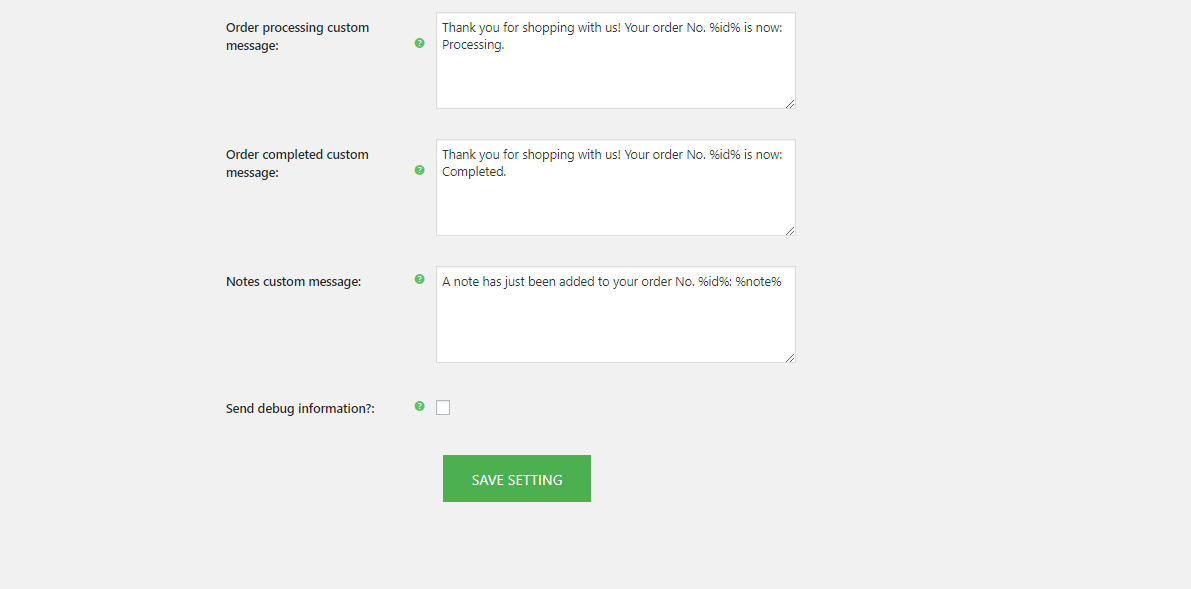 Order processing custom
message:
Thank you for shopping with us! Your order No. %id% is now:
Processing.
Order completed custom
message:
Thank you for shopping with us! Your order No. %id% is now:
Completed.
Notes custom message:
A note has just been added to your order No. %id%: %note%
Send debug information?:
SAVE SETTING